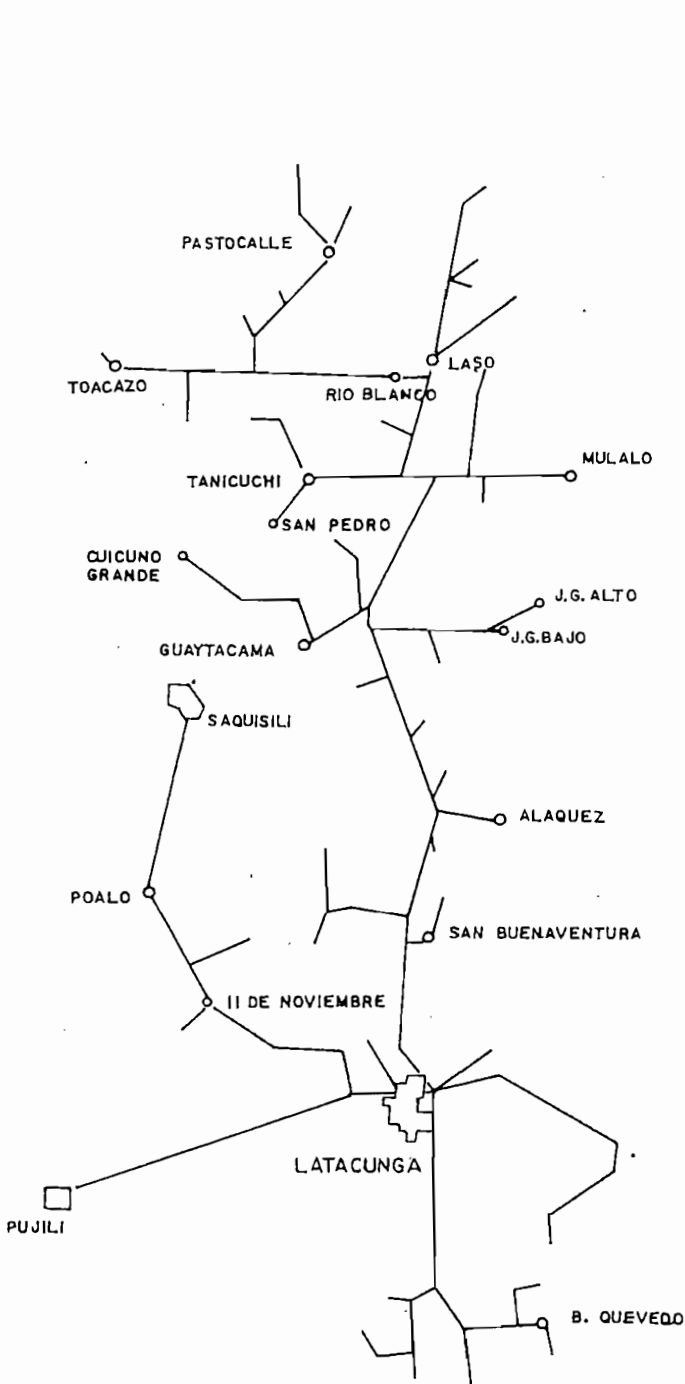 PASTOCALLE
LASO
TOACAZO
RIO BLANCO
MULALO
TANICUCHI
SAN PEDRO
CUICUNO
GRANDE
J.G. ALTO
J.G.BAJO
GUAYTACAMA
SAQUISILI
ALAQUEZ
POALO
SAN BUENAVENTURA
11 DE NOVIEMBRE
LATACUNGA
PUJILI
B. QUEVEDO